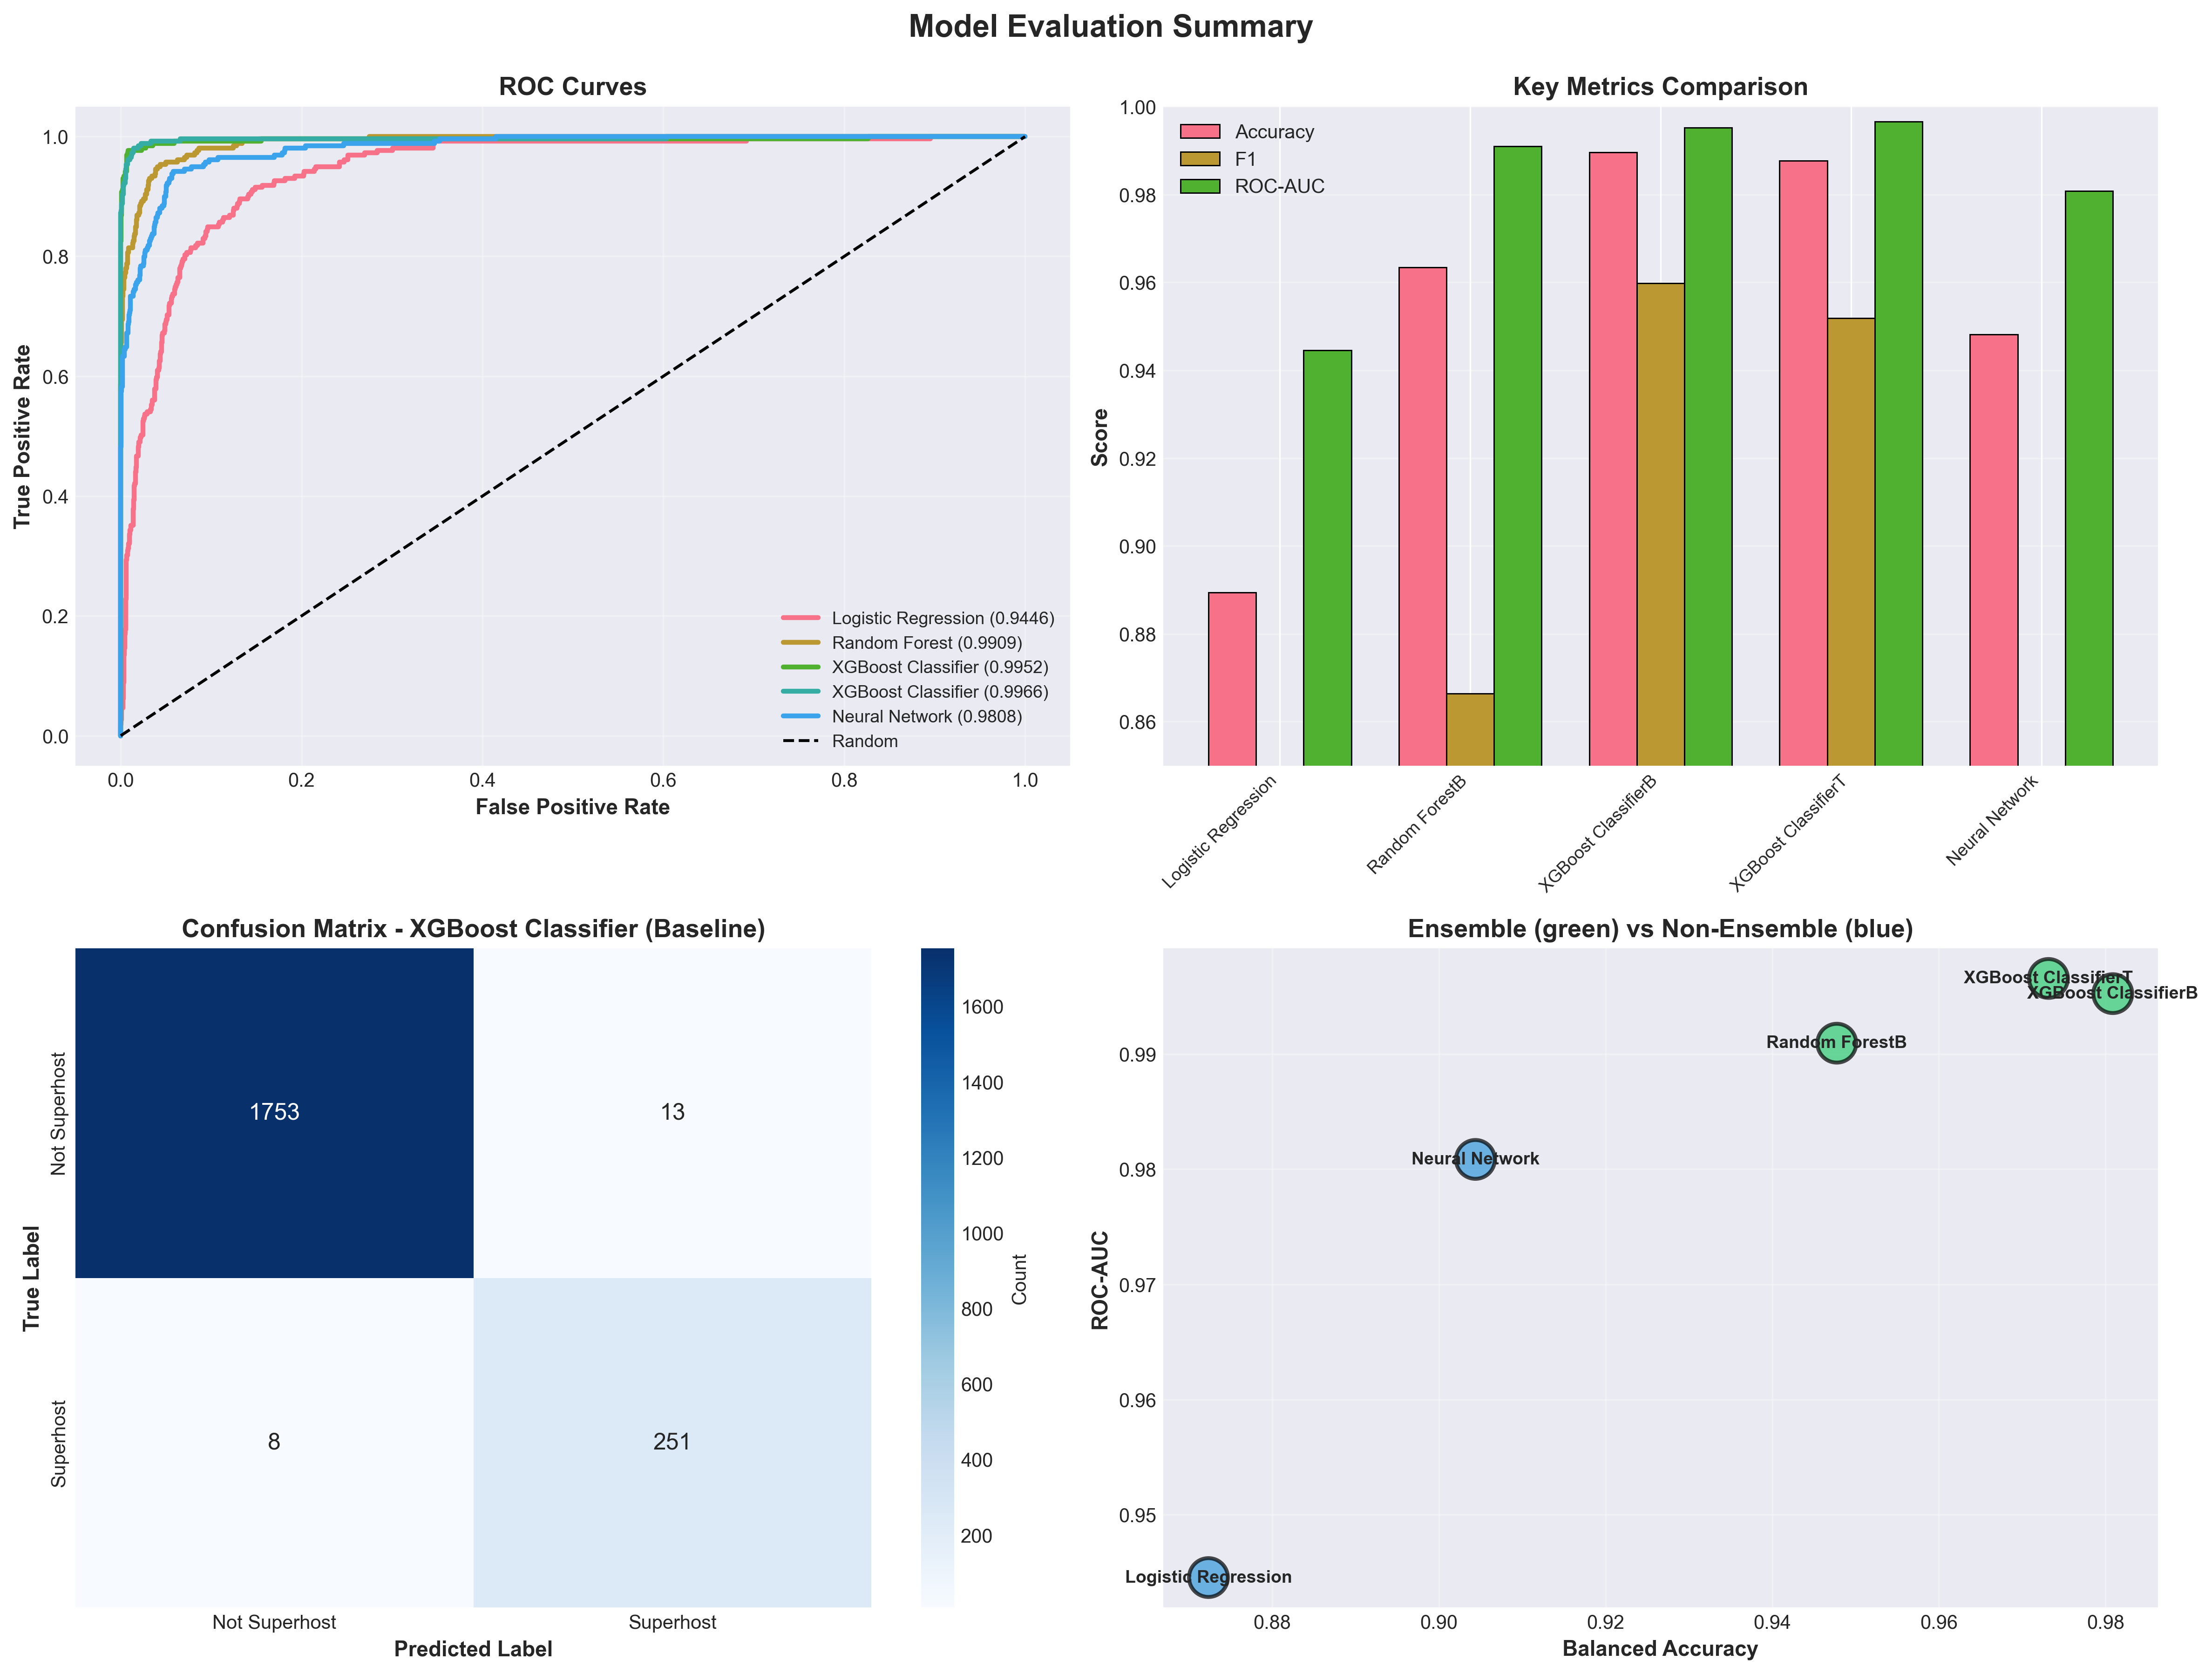 Model Evaluation Summary
ROC Curves
True Positive Rate
1.0
0.8
0.6
0.4
0.2
0.0
0.0
0.2
0.4
0.6
0.8
1.0
False Positive Rate
Logistic Regression (0.9446)
Random Forest (0.9909)
XGBoost Classifier (0.9952)
XGBoost Classifier (0.9966)
Neural Network (0.9808)
Random
Key Metrics Comparison
Score
1.00
0.98
0.96
0.94
0.92
0.90
0.88
0.86
Accuracy
F1
ROC-AUC
Logistic Regression
Random ForestB
XGBoost ClassifierB
XGBoost ClassifierT
Neural Network
Confusion Matrix - XGBoost Classifier (Baseline)
True Label
Not Superhost
Superhost
1753
13
8
251
Not Superhost
Superhost
Predicted Label
1600
1400
1200
1000
800
600
400
200
Count
Ensemble (green) vs Non-Ensemble (blue)
ROC-AUC
0.99
0.98
0.97
0.96
0.95
XGBoost ClassifierT
XGBoost ClassifierB
Random ForestB
Neural Network
Logistic Regression
0.88
0.90
0.92
0.94
0.96
0.98
Balanced Accuracy